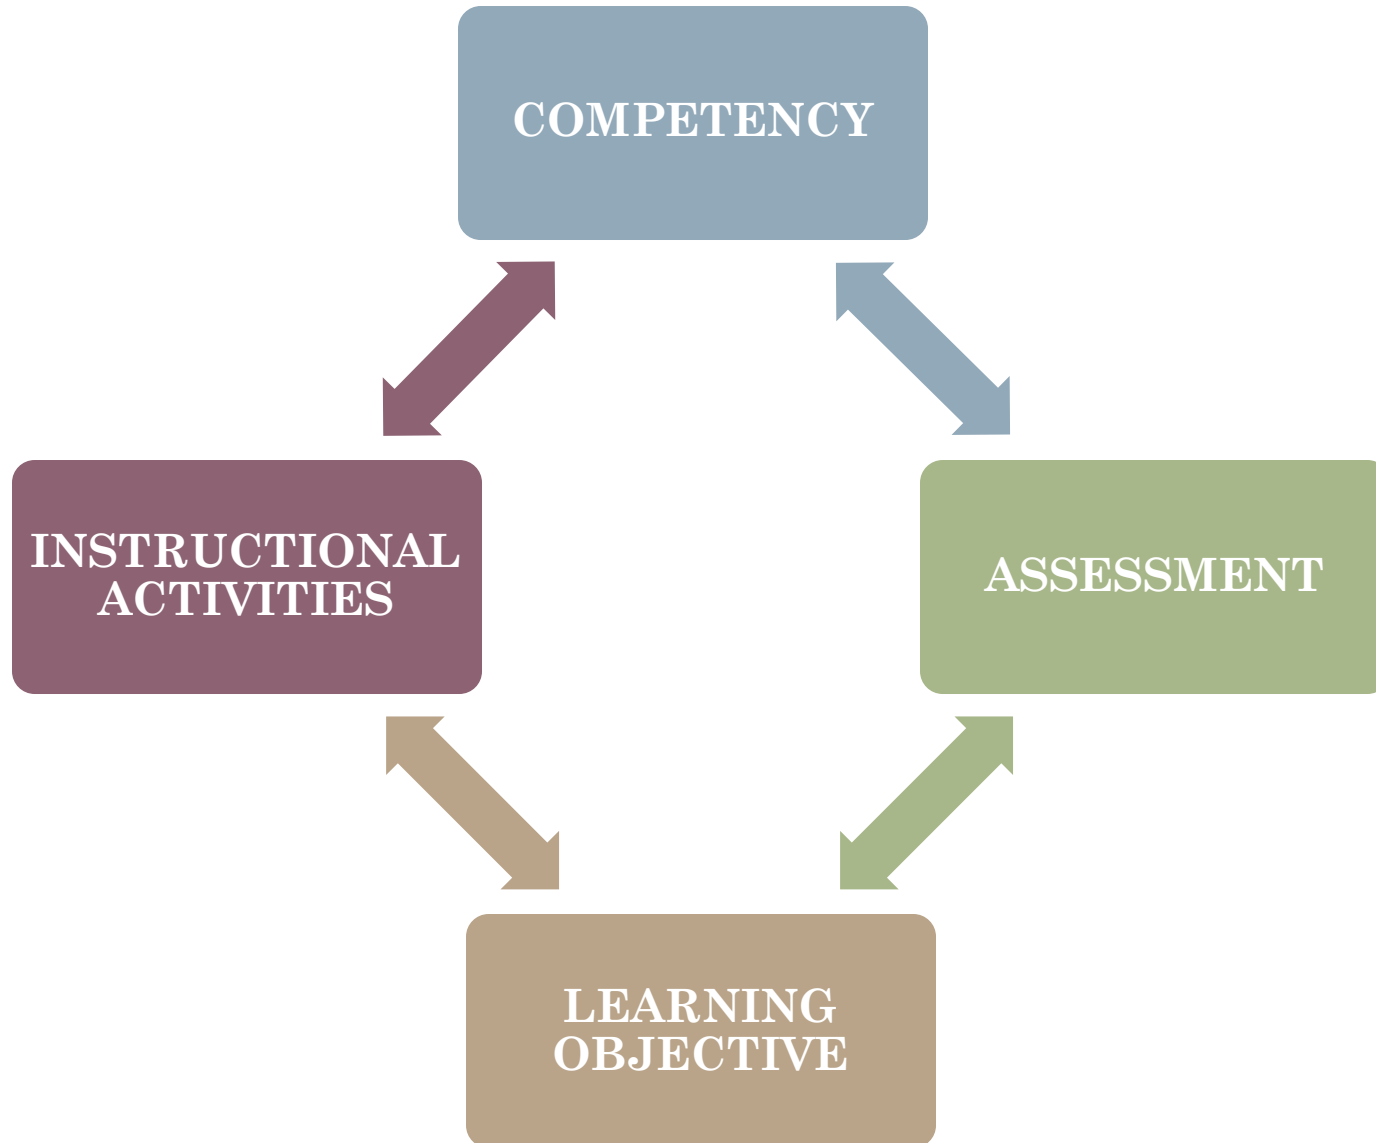 COMPETENCY
INSTRUCTIONAL
ACTIVITIES
ASSESSMENT
LEARNING
OBJECTIVE